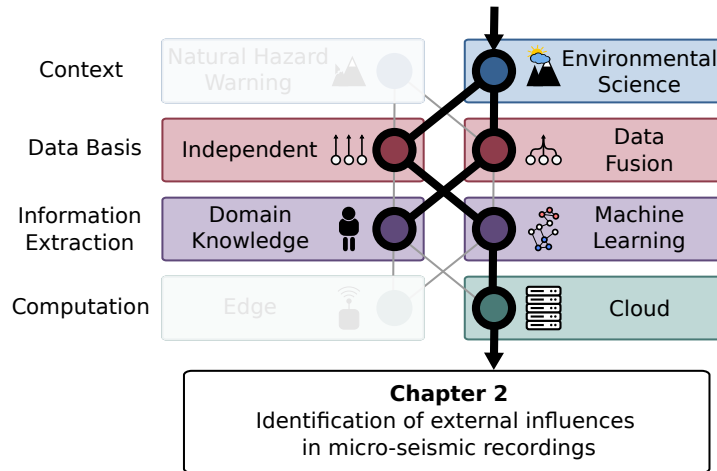 Context
Natural Hazard
Warning
Environmental
Science
Data Basis
Independent
Data
Fusion
Information
Extraction
Domain
Knowledge
Machine
Learning
Computation
Edge
Cloud
Chapter 2
Identification of external influences
in micro-seismic recordings